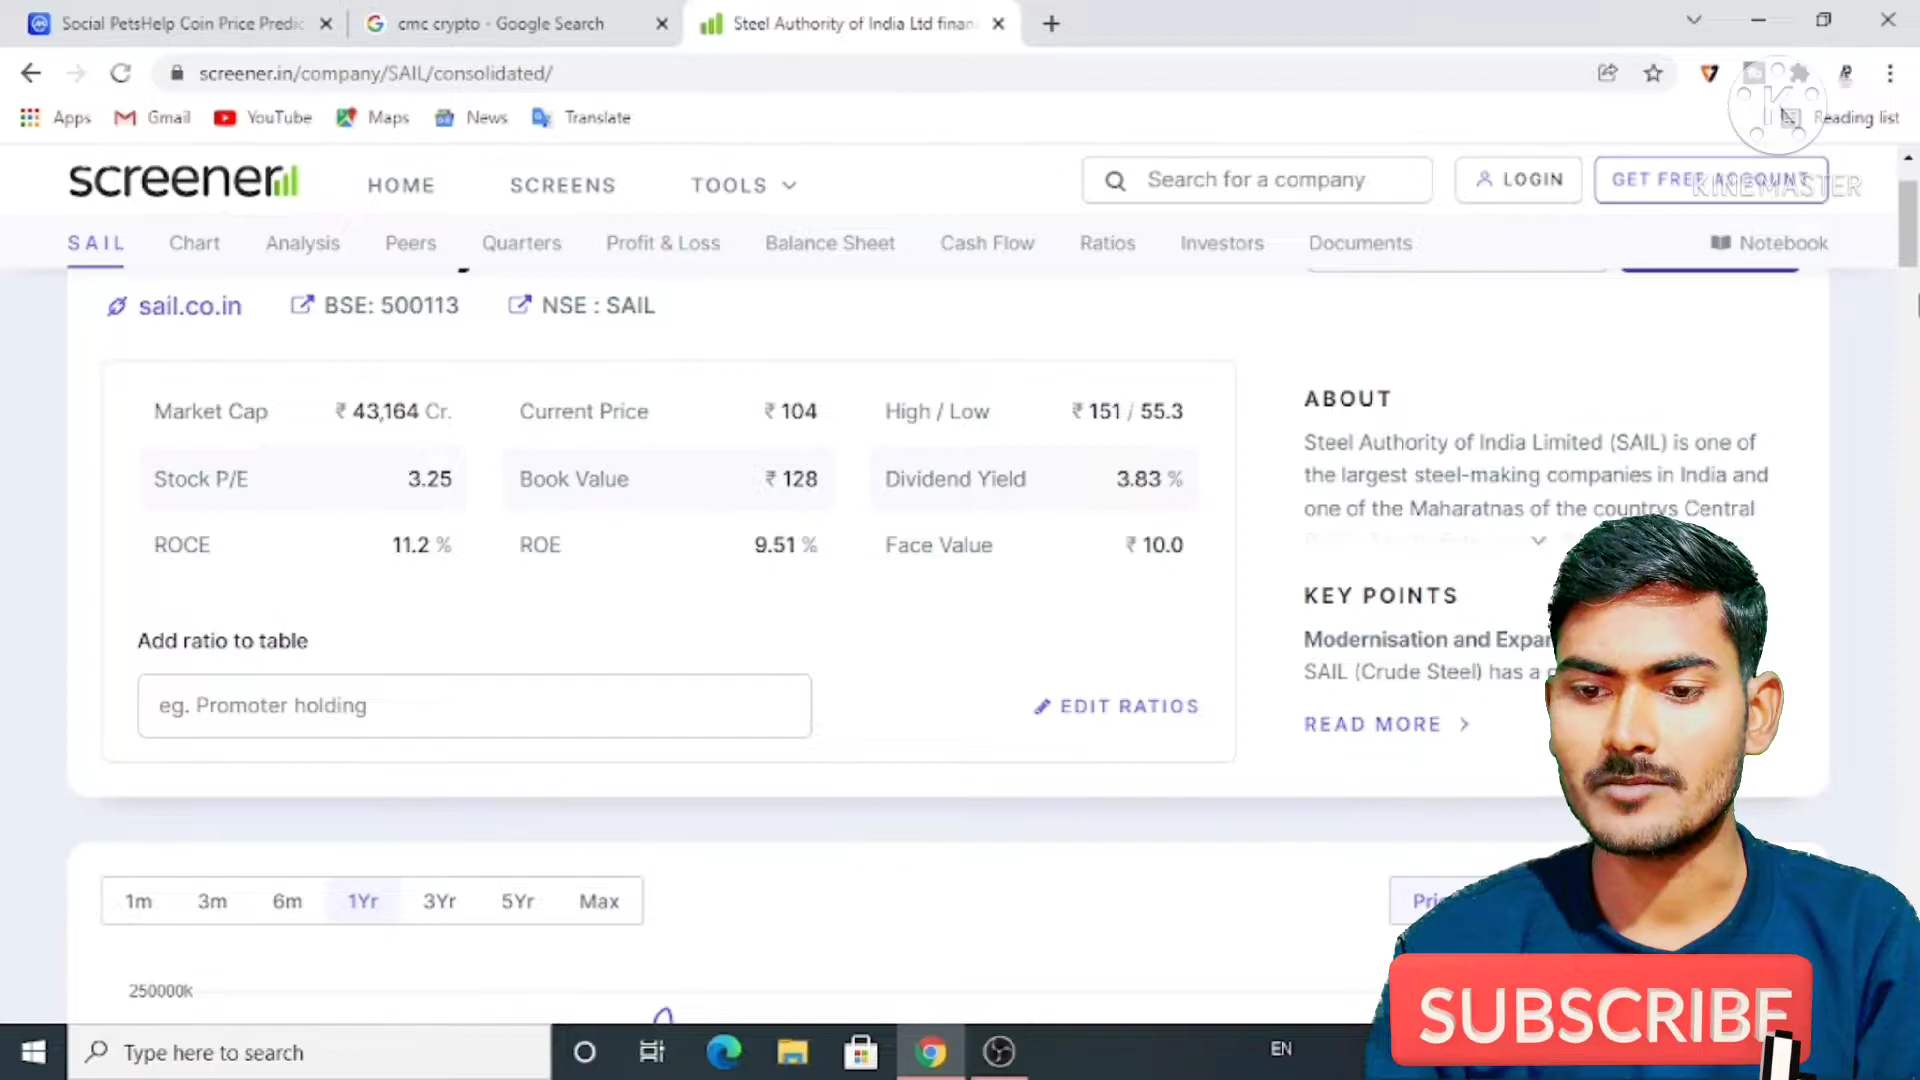 Social PetsHelp Coin Price Predic
cmc crypto - Google Search
Steel Authority of India Ltd finan
screener.in/company/SAIL/consolidated/
Apps
Gmail
YouTube
Maps
News
Translate
Reading list
screener
HOME
SCREENS
TOOLS
Search for a company
LOGIN
GET FREE ACCOUNT
KINEMASTER
SAIL
Chart
Analysis
Peers
Quarters
Profit & Loss
Balance Sheet
Cash Flow
Ratios
Investors
Documents
Notebook
sail.co.in
BSE: 500113
NSE : SAIL
Market Cap ₹ 43,164 Cr.
Current Price ₹ 104
High / Low ₹ 151 / 55.3
Stock P/E 3.25
Book Value ₹ 128
Dividend Yield 3.83 %
ROCE 11.2 %
ROE 9.51 %
Face Value ₹ 10.0
Add ratio to table
eg. Promoter holding
EDIT RATIOS
ABOUT
Steel Authority of India Limited (SAIL) is one of
the largest steel-making companies in India and
one of the Maharatnas of the countrys Central
KEY POINTS
Modernisation and Expan
SAIL (Crude Steel) has a
READ MORE
1m
3m
6m
1Yr
3Yr
5Yr
Max
Pri
250000k
SUBSCRIBE
Type here to search
EN